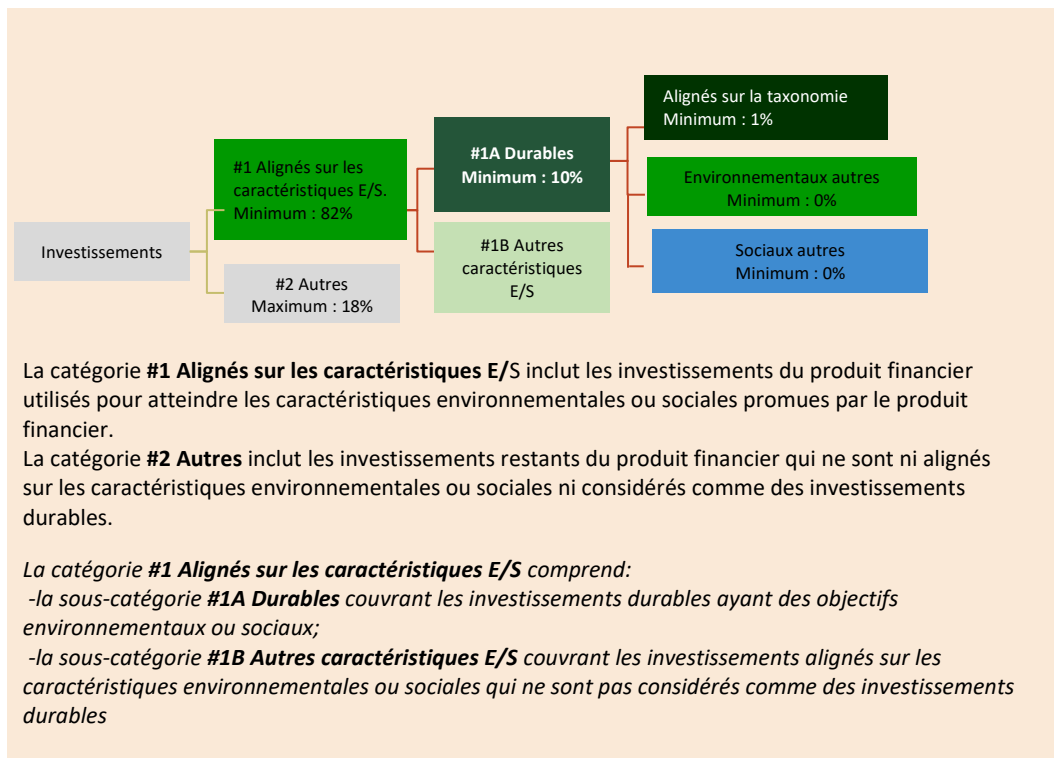 Investissements
#1 Alignés sur les
caractéristiques E/S.
Minimum : 82%
#2 Autres
Maximum : 18%
#1A Durables
Minimum : 10%
#1B Autres
caractéristiques
E/S
Alignés sur la taxonomie
Minimum : 1%
Environnementaux autres
Minimum : 0%
Sociaux autres
Minimum : 0%
La catégorie #1 Alignés sur les caractéristiques E/S inclut les investissements du produit financier
utilisés pour atteindre les caractéristiques environnementales ou sociales promues par le produit
financier.
La catégorie #2 Autres inclut les investissements restants du produit financier qui ne sont ni alignés
sur les caractéristiques environnementales ou sociales ni considérés comme des investissements
durables.
La catégorie #1 Alignés sur les caractéristiques E/S comprend:
-la sous-catégorie #1A Durables couvrant les investissements durables ayant des objectifs
environnementaux ou sociaux;
-la sous-catégorie #1B Autres caractéristiques E/S couvrant les investissements alignés sur les
caractéristiques environnementales ou sociales qui ne sont pas considérés comme des investissements
durables